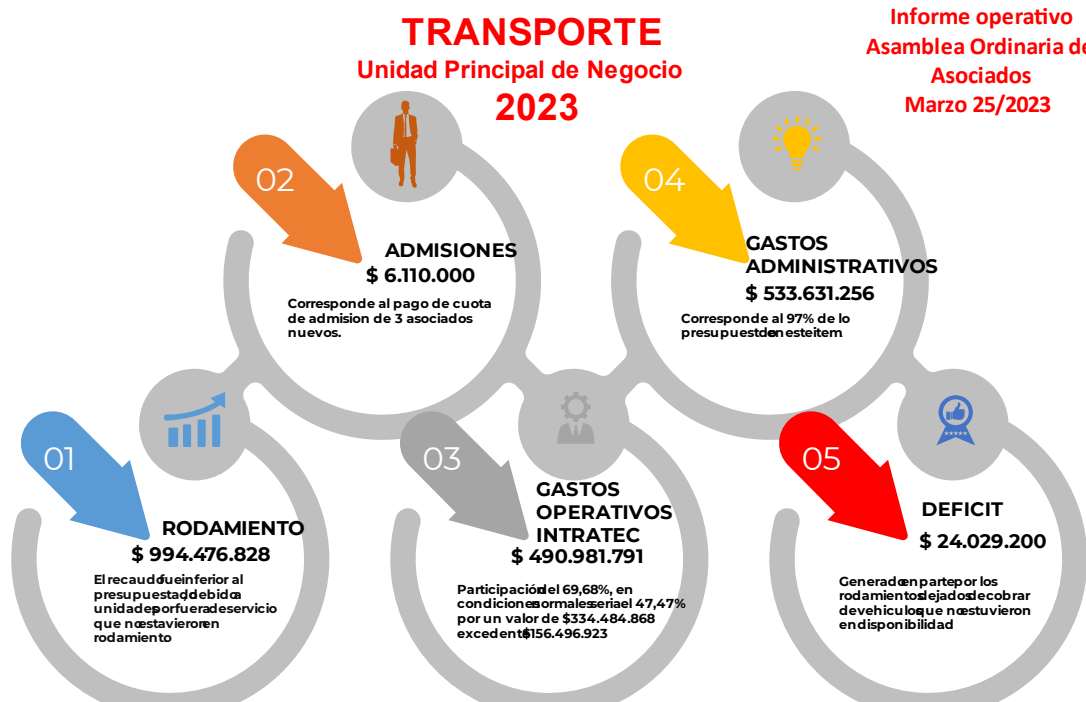 TRANSPORTE
Unidad Principal de Negocio
2023
Informe operativo
Asamblea Ordinaria de
Asociados
Marzo 25/2023
01
RODAMIENTO
$ 994.476.828
El recaudo fue inferior al
presupuestado, debido a
unidades por fuera de servicio
que no estavieron en
rodamiento
02
ADMISIONES
$ 6.110.000
Corresponde al pago de cuota
de admision de 3 asociados
nuevos.
03
GASTOS
OPERATIVOS
INTRATEC
$ 490.981.791
Participación del 69,68%, en
condiciones normales seria el 47,47%
por un valor de $334.484.868
excedente $156.496.923
04
GASTOS
ADMINISTRATIVOS
$ 533.631.256
Corresponde al 97% de lo
presupuestado en este item
05
DEFICIT
$ 24.029.200
Generado en parte por los
rodamientos dejados de cobrar
de vehiculos que no estuvieron
en disponibilidad